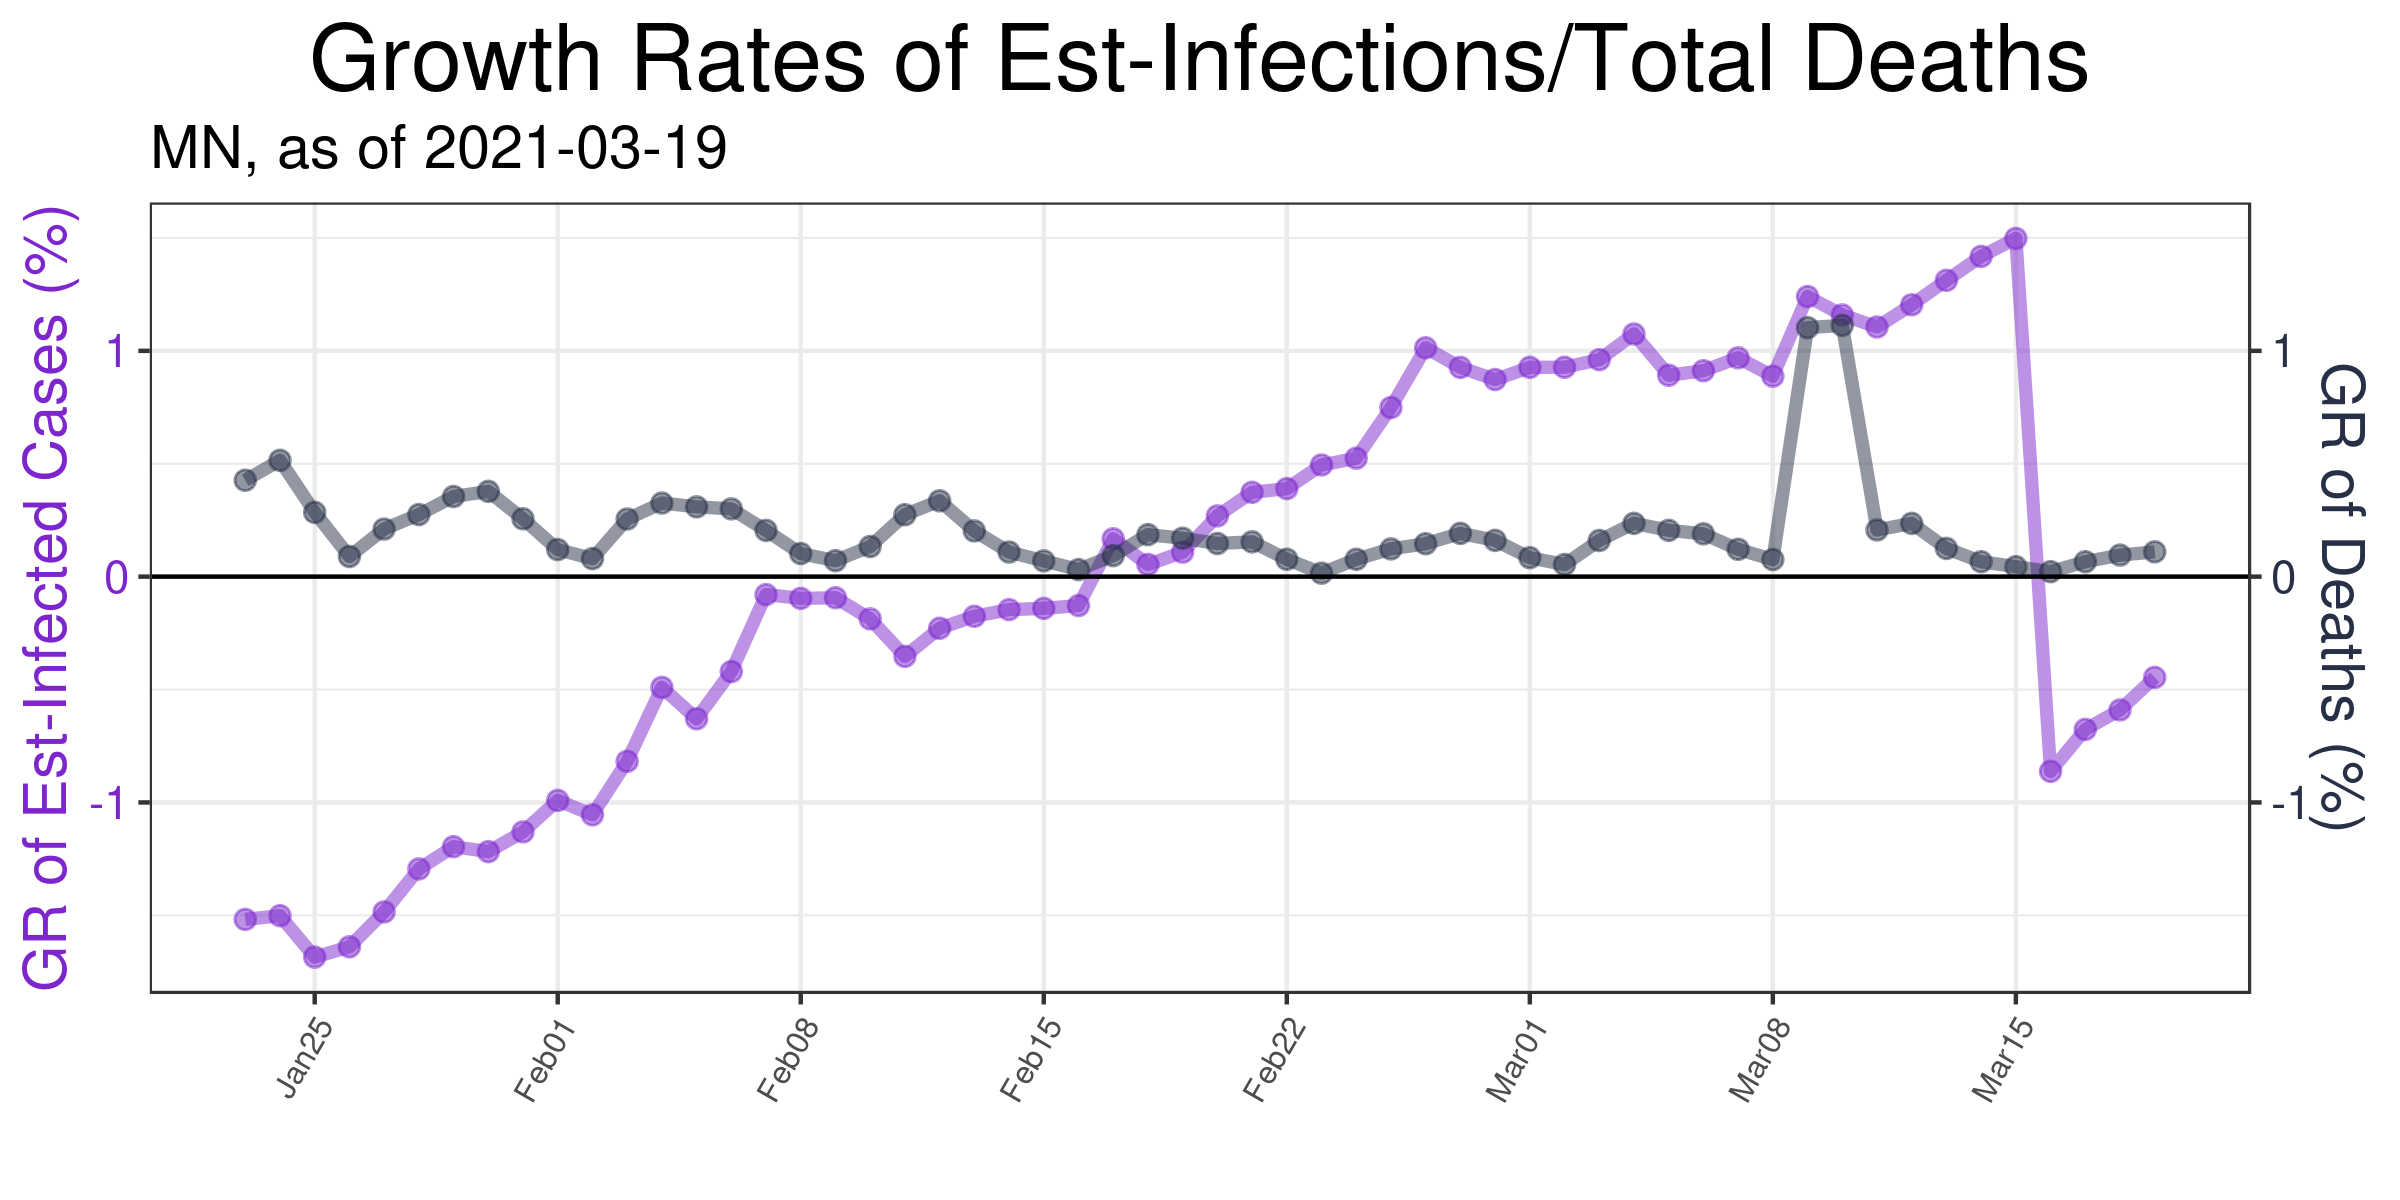 Growth Rates of Est-Infections/Total Deaths
MN, as of 2021-03-19
GR of Est-Infected Cases (%)
1
0
-1
1
0
-1
GR of Deaths (%)
Jan25
Feb01
Feb08
Feb15
Feb22
Mar01
Mar08
Mar15